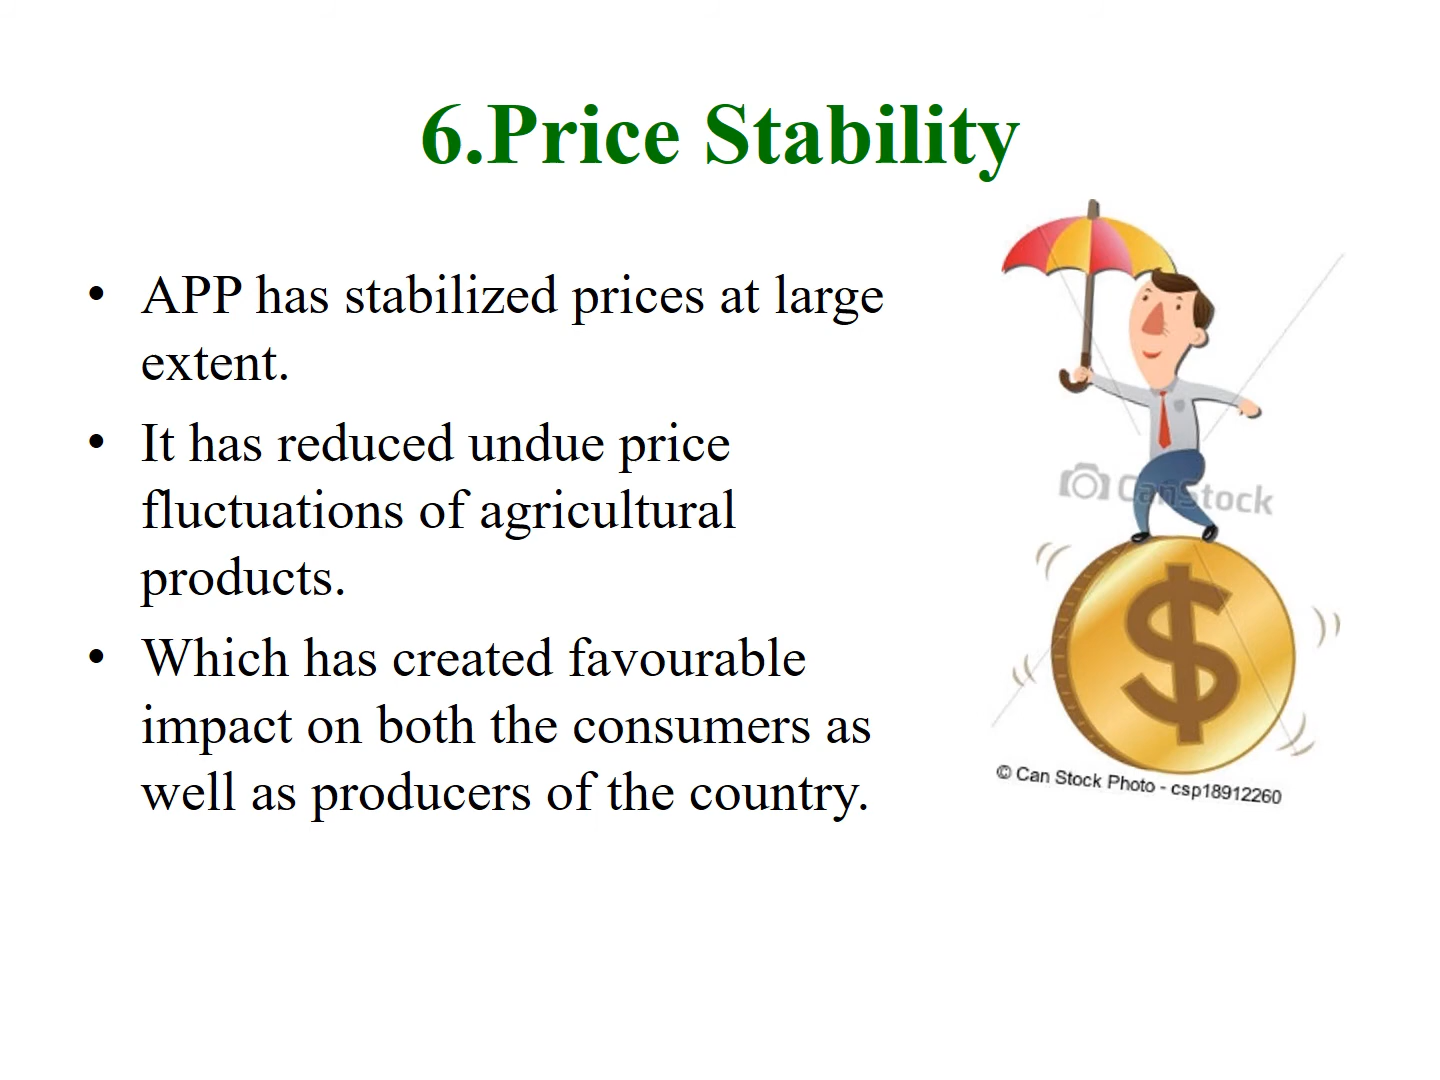 6.Price Stability
• APP has stabilized prices at large
extent.
• It has reduced undue price
fluctuations of agricultural
products.
• Which has created favourable
impact on both the consumers as
well as producers of the country.
CanStock
$
© Can Stock Photo - csp18912260